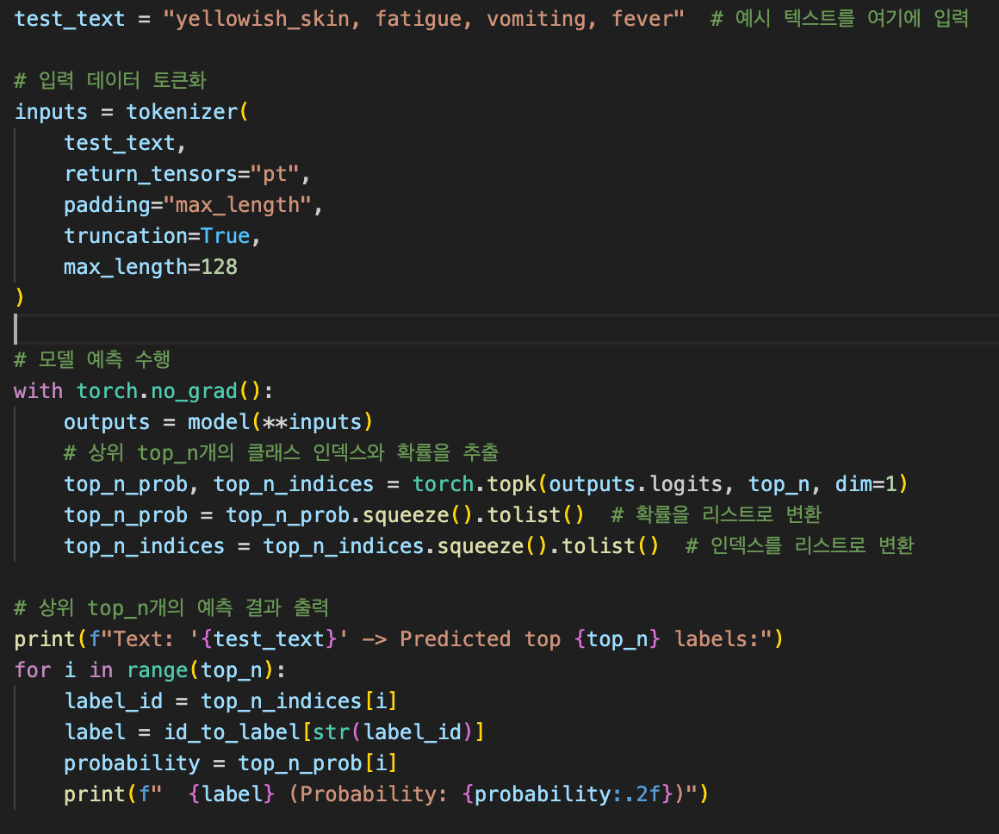 test_text = "yellowish_skin, fatigue, vomiting, fever"  # 예시 텍스트를 여기에 입력
# 입력 데이터 토큰화
inputs = tokenizer(
    test_text,
    return_tensors="pt",
    padding="max_length",
    truncation=True,
    max_length=128
)
# 모델 예측 수행
with torch.no_grad():
    outputs = model(**inputs)
    # 상위 top_n개의 클래스 인덱스와 확률을 추출
    top_n_prob, top_n_indices = torch.topk(outputs.logits, top_n, dim=1)
    top_n_prob = top_n_prob.squeeze().tolist()  # 확률을 리스트로 변환
    top_n_indices = top_n_indices.squeeze().tolist()  # 인덱스를 리스트로 변환
# 상위 top_n개의 예측 결과 출력
print(f"Text: '{test_text}' -> Predicted top {top_n} labels:")
for i in range(top_n):
    label_id = top_n_indices[i]
    label = id_to_label[str(label_id)]
    probability = top_n_prob[i]
    print(f"  {label} (Probability: {probability:.2f})")